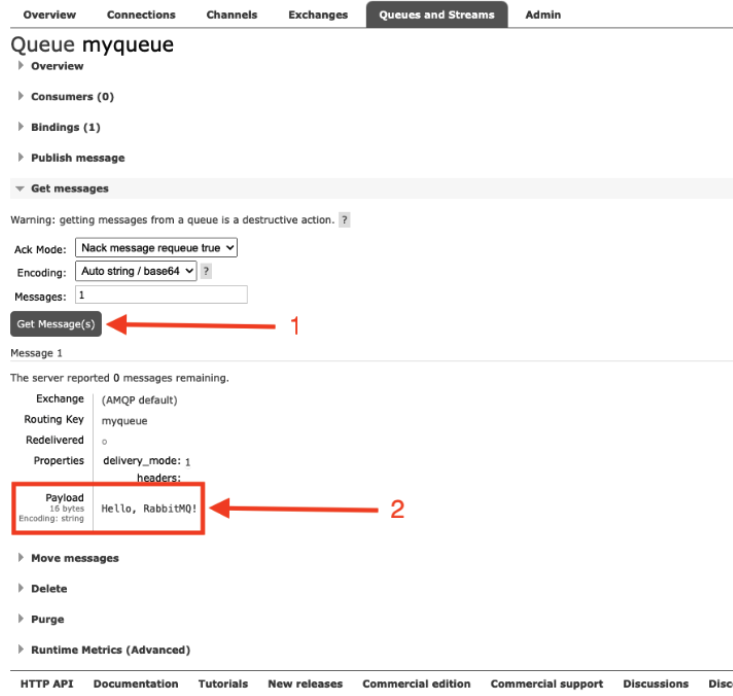 Overview Connections Channels Exchanges Queues and Streams Admin
Queue myqueue
Overview
Consumers (0)
Bindings (1)
Publish message
Get messages
Warning: getting messages from a queue is a destructive action. ?
Ack Mode: Nack message requeue true
Encoding: Auto string / base64 ?
Messages: 1
Get Message(s) 1
Message 1
The server reported 0 messages remaining.
Exchange (AMQP default)
Routing Key myqueue
Redelivered ○
Properties delivery_mode: 1
headers:
Payload
16 bytes
Encoding: string
Hello, RabbitMQ! 2
Move messages
Delete
Purge
Runtime Metrics (Advanced)
HTTP API Documentation Tutorials New releases Commercial edition Commercial support Discussions Disc